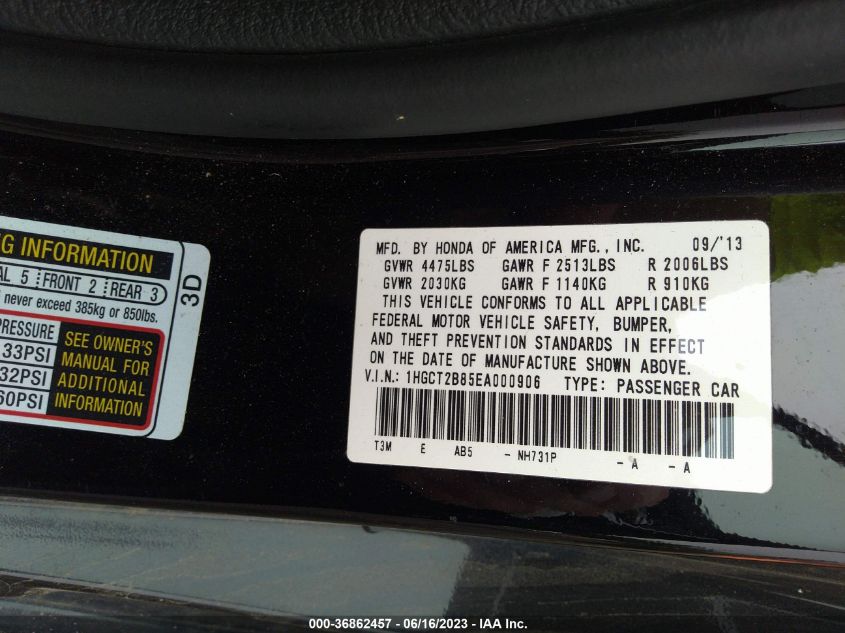 G INFORMATION
AL 5 FRONT 2 REAR 3
never exceed 385kg or 850lbs.
PRESSURE
33PSI
32PSI
60PSI
SEE OWNER'S
MANUAL FOR
ADDITIONAL
INFORMATION
3D
MFD. BY HONDA OF AMERICA MFG., INC. 09/'13
GVWR 4475LBS GAWR F 2513LBS R 2006LBS
GVWR 2030KG GAWR F 1140KG R 910KG
THIS VEHICLE CONFORMS TO ALL APPLICABLE
FEDERAL MOTOR VEHICLE SAFETY, BUMPER,
AND THEFT PREVENTION STANDARDS IN EFFECT
ON THE DATE OF MANUFACTURE SHOWN ABOVE.
V.I.N.: 1HGCT2B85EA000906 TYPE: PASSENGER CAR
T3M E AB5 - NH731P - A - A
000-36862457 - 06/16/2023 - IAA Inc.